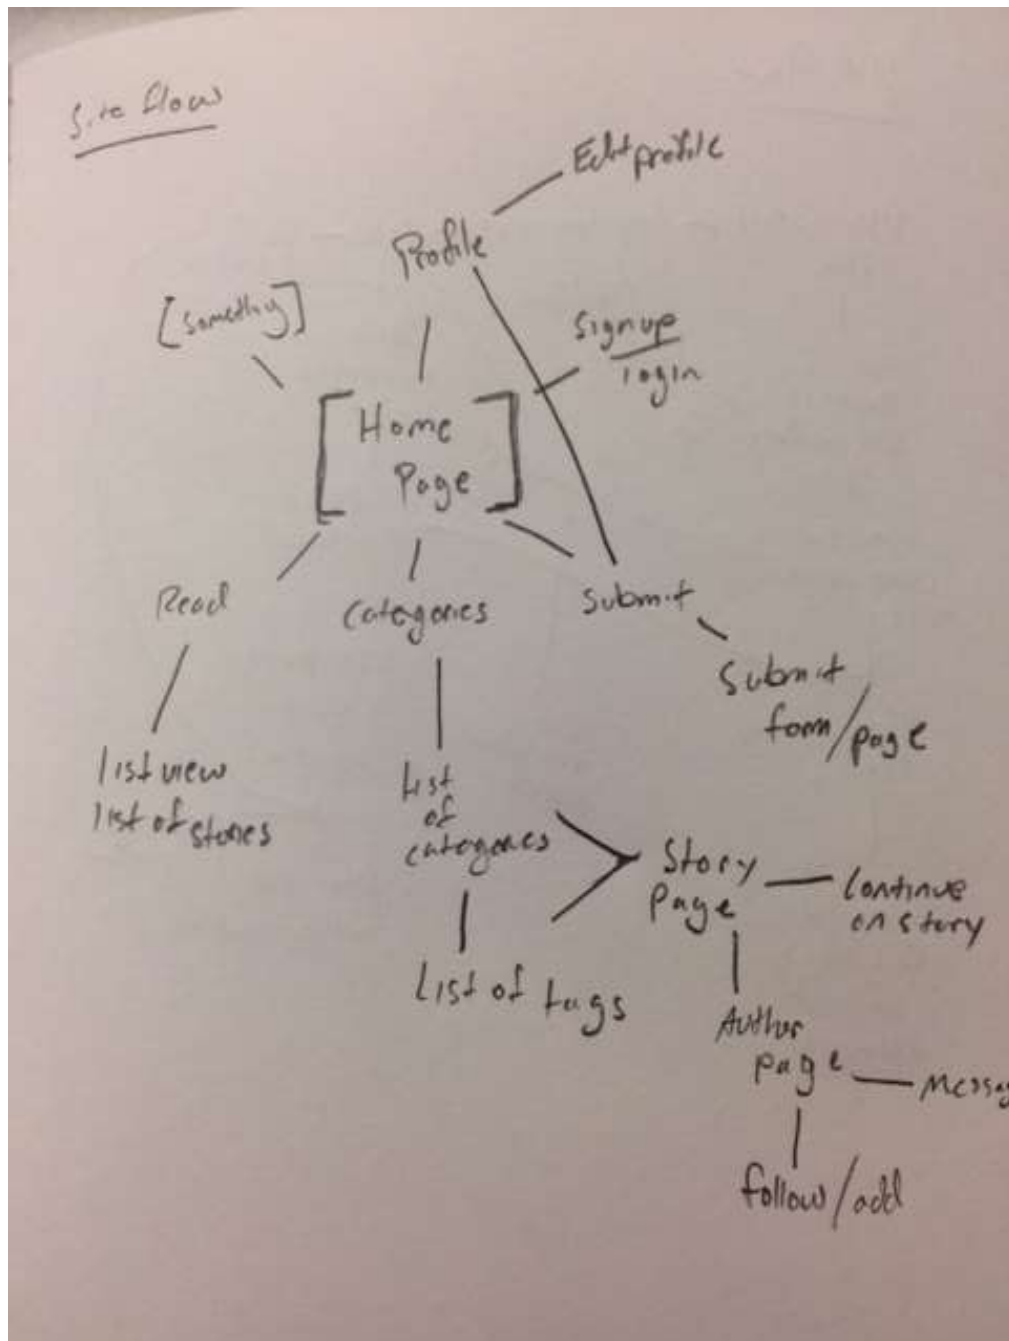 Site flow
Edit profile
Profile
[something]
Signup
login
Home
Page
Read
Categories
Submit
Submit
form/page
list view
list of stories
List
of
categories
Story
Page
Continue
on story
List of tags
Author
page
Messag
follow/add